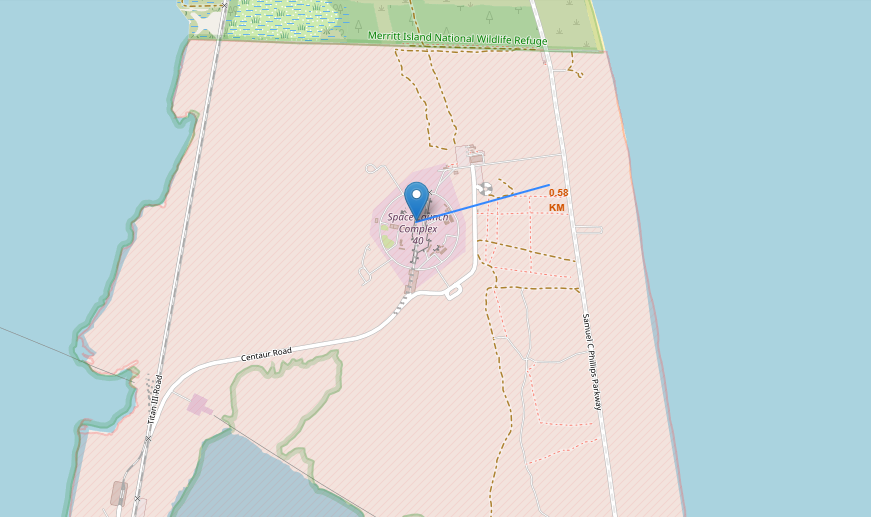 Merritt Island National Wildlife Refuge
0.58
KM
Space Launch
Complex
40
Centaur Road
Samuel C Phillips Parkway
Titan III Road